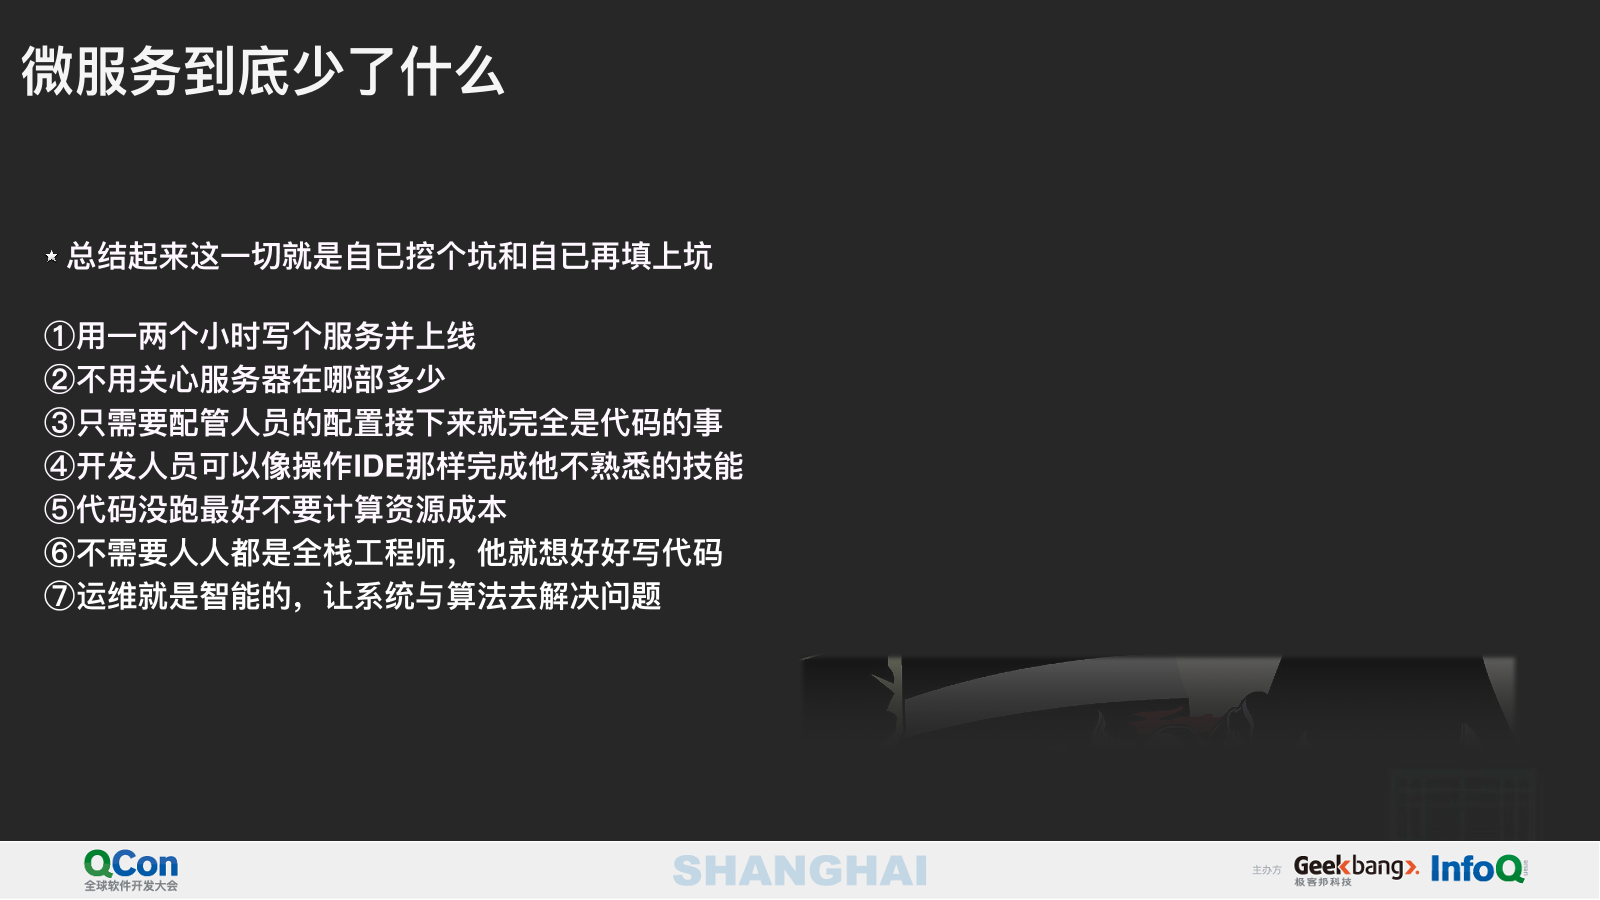 微服务到底少了什么
★ 总结起来这一切就是自已挖个坑和自已再填上坑
①用一两个小时写个服务并上线
②不用关心服务器在哪部多少
③只需要配管人员的配置接下来就完全是代码的事
④开发人员可以像操作IDE那样完成他不熟悉的技能
⑤代码没跑最好不要计算资源成本
⑥不需要人人都是全栈工程师，他就想好好写代码
⑦运维就是智能的，让系统与算法去解决问题
QCon
全球软件开发大会
SHANGHAI
主办方
Geekbang>.
极客邦科技
InfoQ